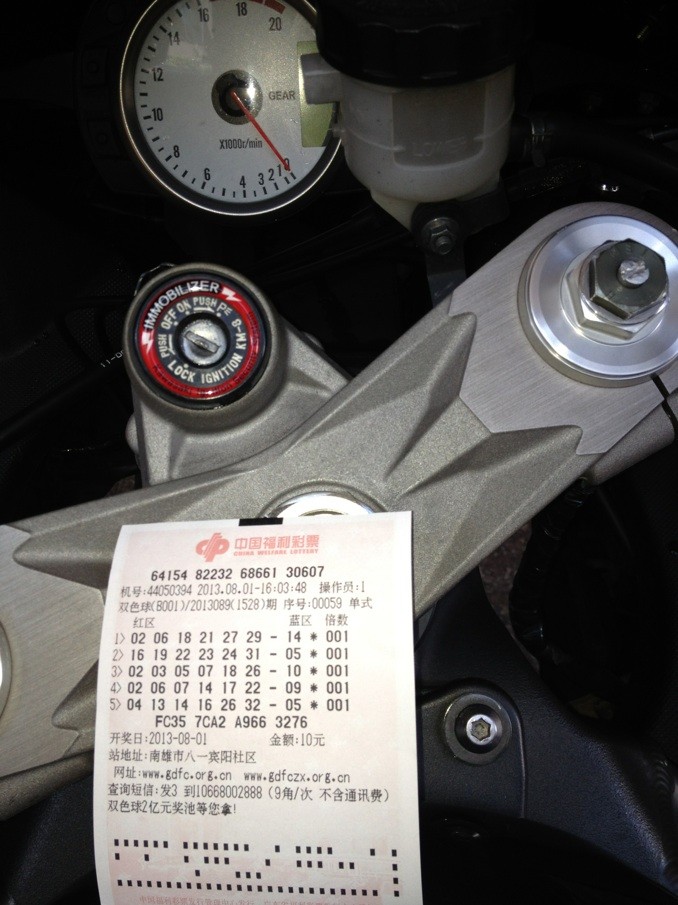 14 16 18 20
12
10
8
6 4 3 2 1 0
GEAR
X1000r/min
LOWER
IMMOBILIZER
OFF ON PUSH
PUSH LOCK IGNITION
中国福利彩票
CHINA WELFARE LOTTERY
64154 82232 68661 30607
机号:44050394 2013.08.01-16:03:48 操作员:1
双色球(B001)/2013089(1528)期 序号:00059 单式
红区 蓝区 倍数
1> 02 06 18 21 27 29 - 14 * 001
2> 16 19 22 23 24 31 - 05 * 001
3> 02 03 05 07 18 26 - 10 * 001
4> 02 06 07 14 17 22 - 09 * 001
5> 04 13 14 16 26 32 - 05 * 001
FC35 7CA2 A966 3276
开奖日:2013-08-01 金额:10元
站地址:南雄市八一宾阳社区
网址:www.gdfc.org.cn www.gdfczx.org.cn
查询短信:发3 到10668002888 (9角/次 不含通讯费)
双色球2亿元奖池等您拿!